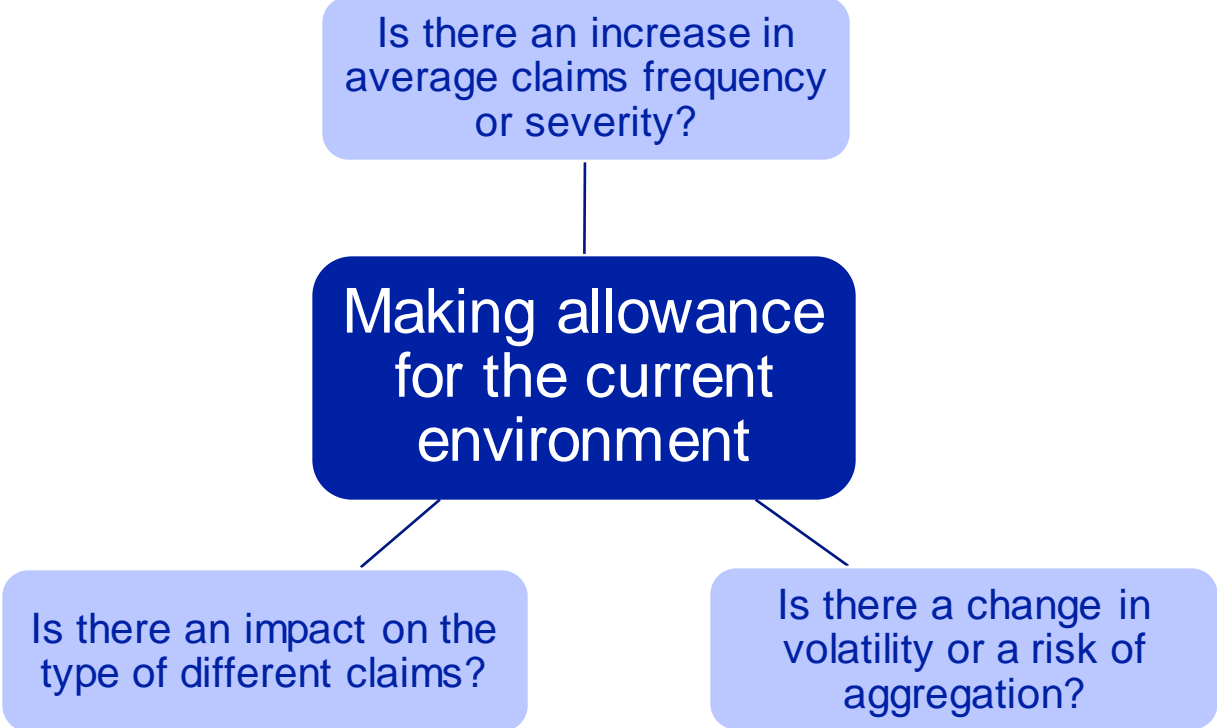 Is there an increase in
average claims frequency
or severity?
Making allowance
for the current
environment
Is there an impact on the
type of different claims?
Is there a change in
volatility or a risk of
aggregation?